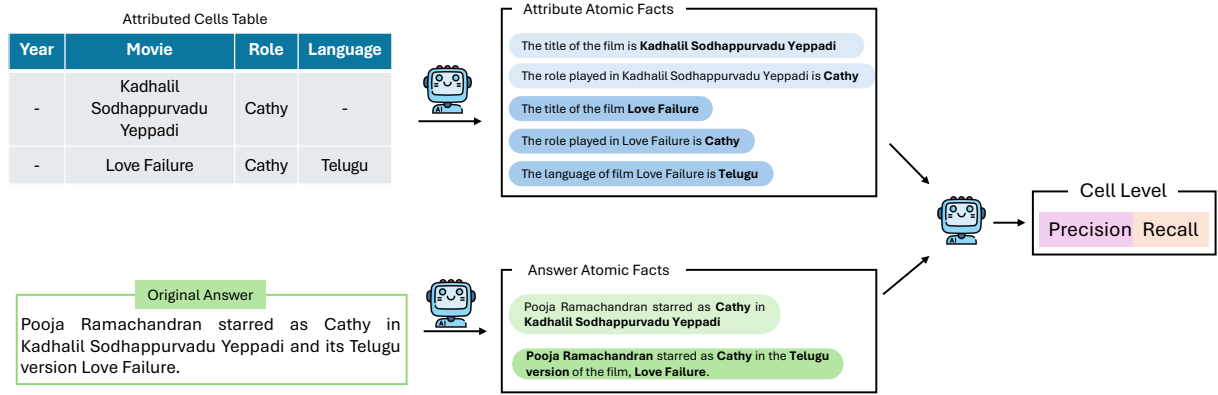 Attributed Cells Table
Year Movie Role Language
- Kadhalil Sodhappurvadu Yeppadi Cathy -
- Love Failure Cathy Telugu
AI
Attribute Atomic Facts
The title of the film is Kadhalil Sodhappurvadu Yeppadi
The role played in Kadhalil Sodhappurvadu Yeppadi is Cathy
The title of the film Love Failure
The role played in Love Failure is Cathy
The language of film Love Failure is Telugu
Original Answer
Pooja Ramachandran starred as Cathy in
Kadhalil Sodhappurvadu Yeppadi and its Telugu
version Love Failure.
AI
Answer Atomic Facts
Pooja Ramachandran starred as Cathy in
Kadhalil Sodhappurvadu Yeppadi
Pooja Ramachandran starred as Cathy in the Telugu
version of the film, Love Failure.
AI
Cell Level
Precision Recall